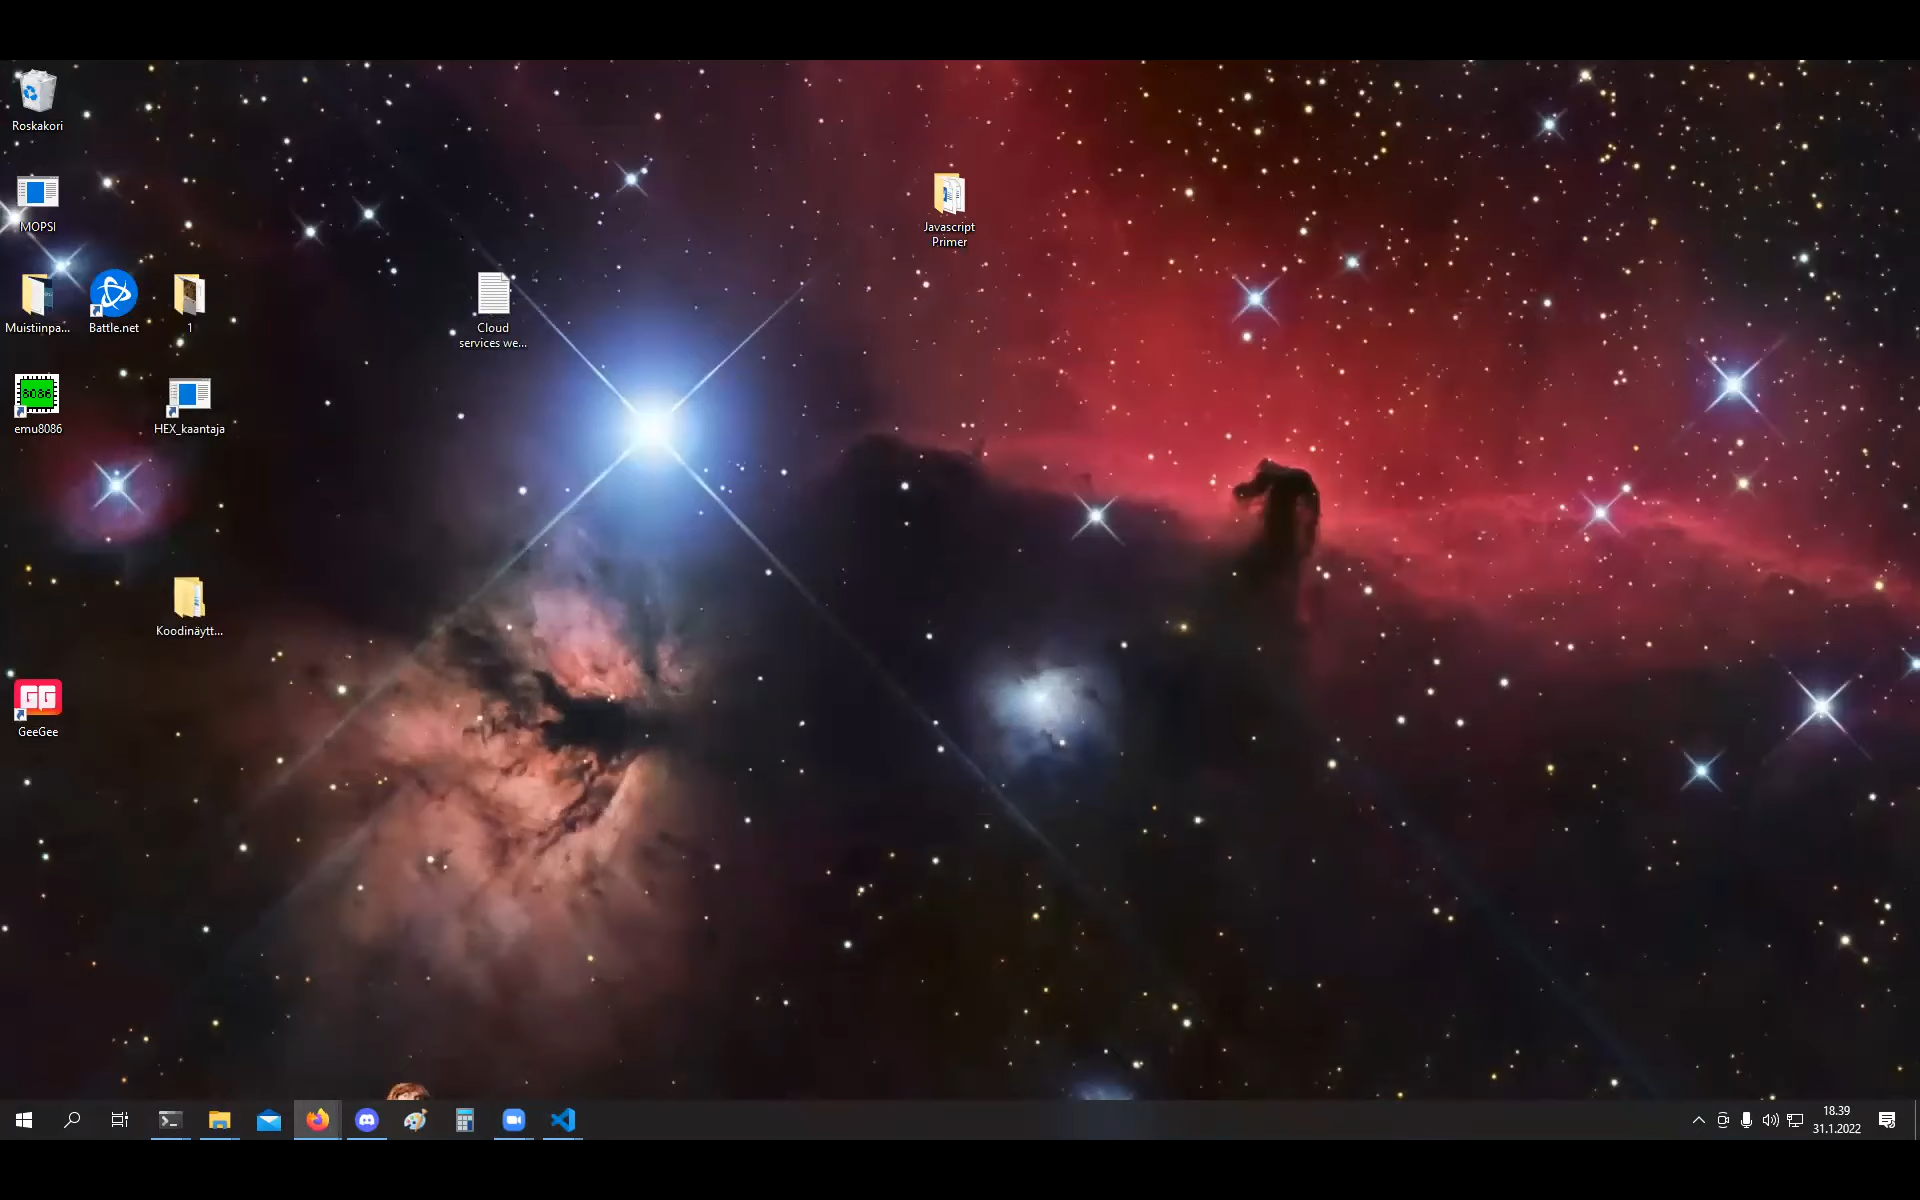 Roskakori
MOPSI
Javascript
Primer
Muistiinpa...
Battle.net
1
Cloud
services we...
8086
emu8086
HEX_kaantaja
Koodinäytt...
GG
GeeGee
18.39
31.1.2022